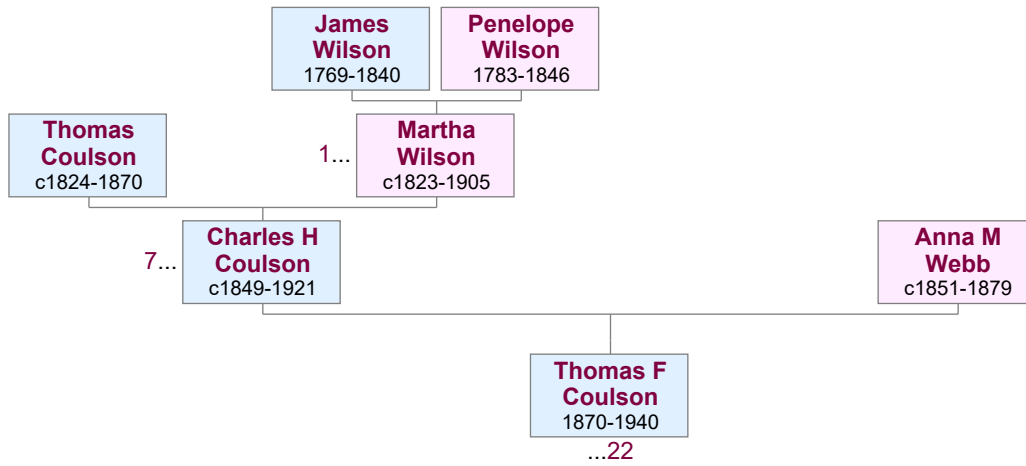 James
Wilson
1769-1840
Penelope
Wilson
1783-1846
Thomas
Coulson
c1824-1870
1...
Martha
Wilson
c1823-1905
7...
Charles H
Coulson
c1849-1921
Anna M
Webb
c1851-1879
Thomas F
Coulson
1870-1940
...22